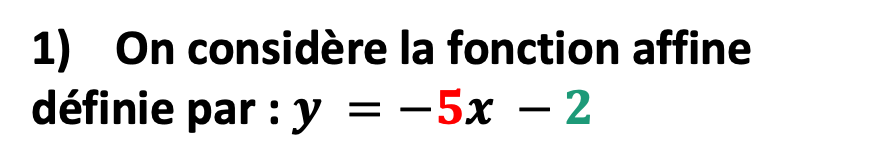 1) On considère la fonction affine
définie par : y = −5x − 2